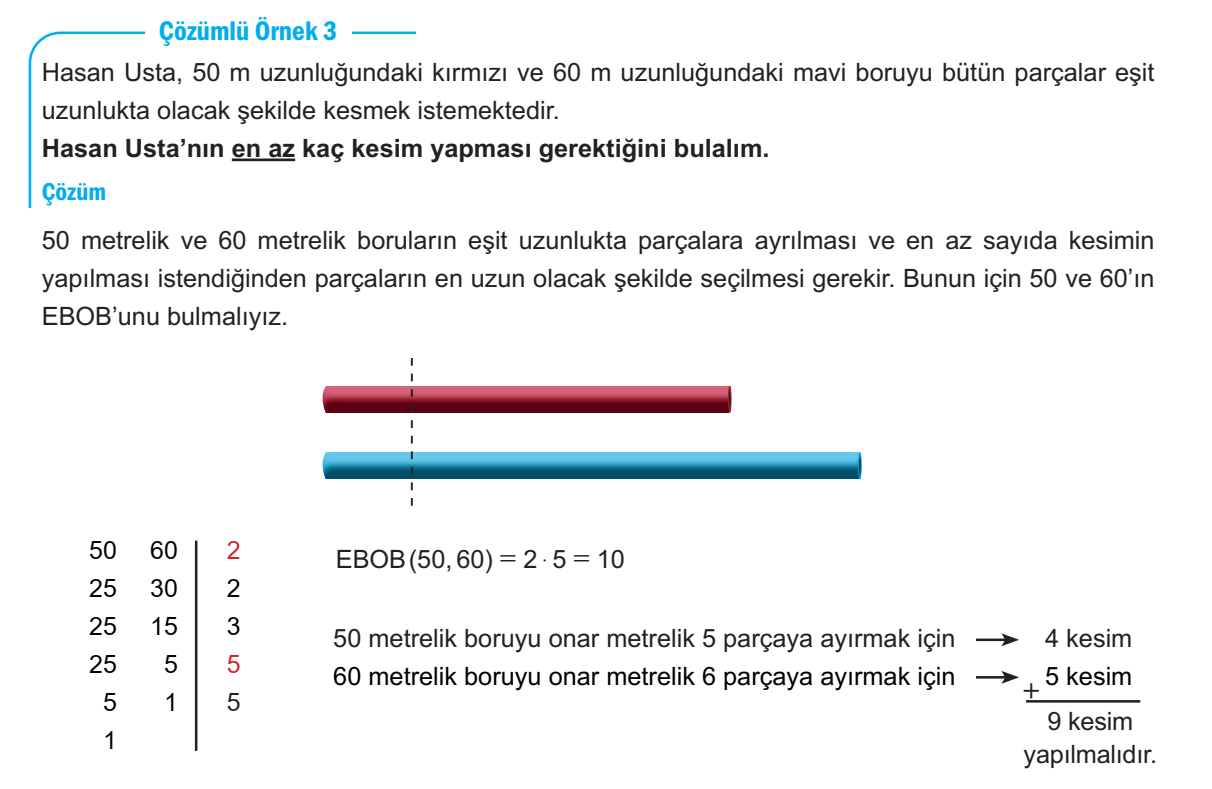 Çözümlü Örnek 3
Hasan Usta, 50 m uzunluğundaki kırmızı ve 60 m uzunluğundaki mavi boruyu bütün parçalar eşit
uzunlukta olacak şekilde kesmek istemektedir.
Hasan Usta’nın en az kaç kesim yapması gerektiğini bulalım.
Çözüm
50 metrelik ve 60 metrelik boruların eşit uzunlukta parçalara ayrılması ve en az sayıda kesimin
yapılması istendiğinden parçaların en uzun olacak şekilde seçilmesi gerekir. Bunun için 50 ve 60’ın
EBOB’unu bulmalıyız.
50 60 | 2
25 30 | 2
25 15 | 3
25 5 | 5
5 1 | 5
1 |
EBOB(50, 60) = 2 · 5 = 10
50 metrelik boruyu onar metrelik 5 parçaya ayırmak için → 4 kesim
60 metrelik boruyu onar metrelik 6 parçaya ayırmak için → + 5 kesim
9 kesim
yapılmalıdır.